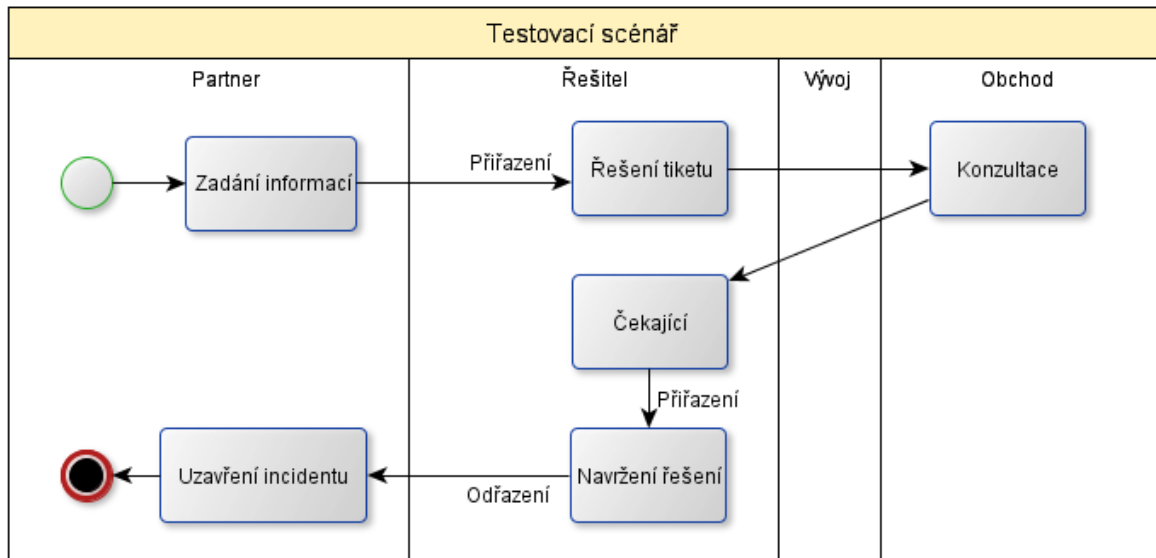 Testovací scénář
Partner
Řešitel
Vývoj
Obchod
Zadání informací
Přiřazení
Řešení tiketu
Konzultace
Čekající
Přiřazení
Uzavření incidentu
Odřazení
Navržení řešení